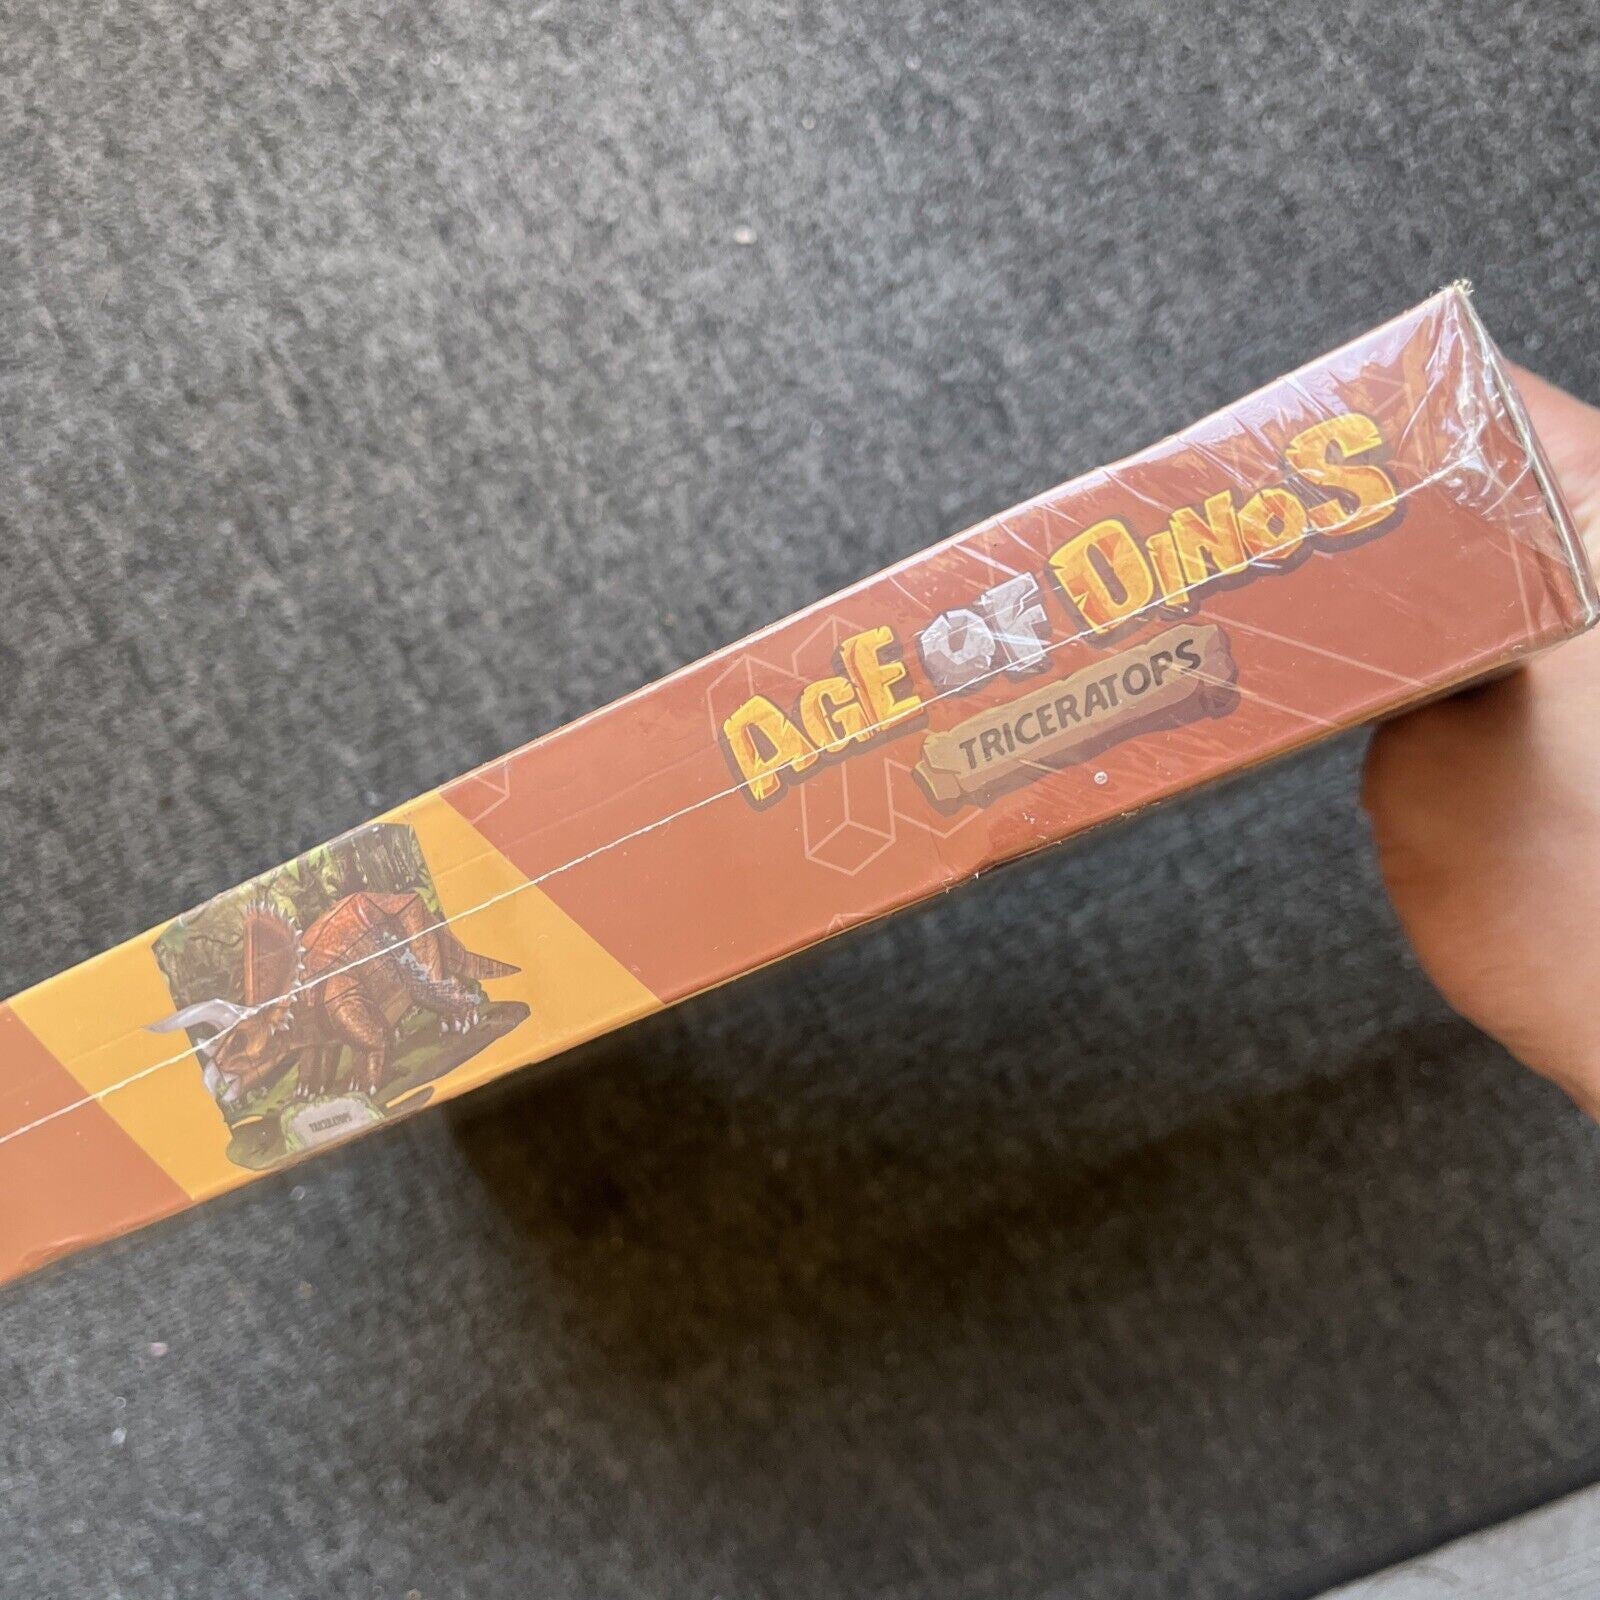 AGE OF DINOS
TRICERATOPS